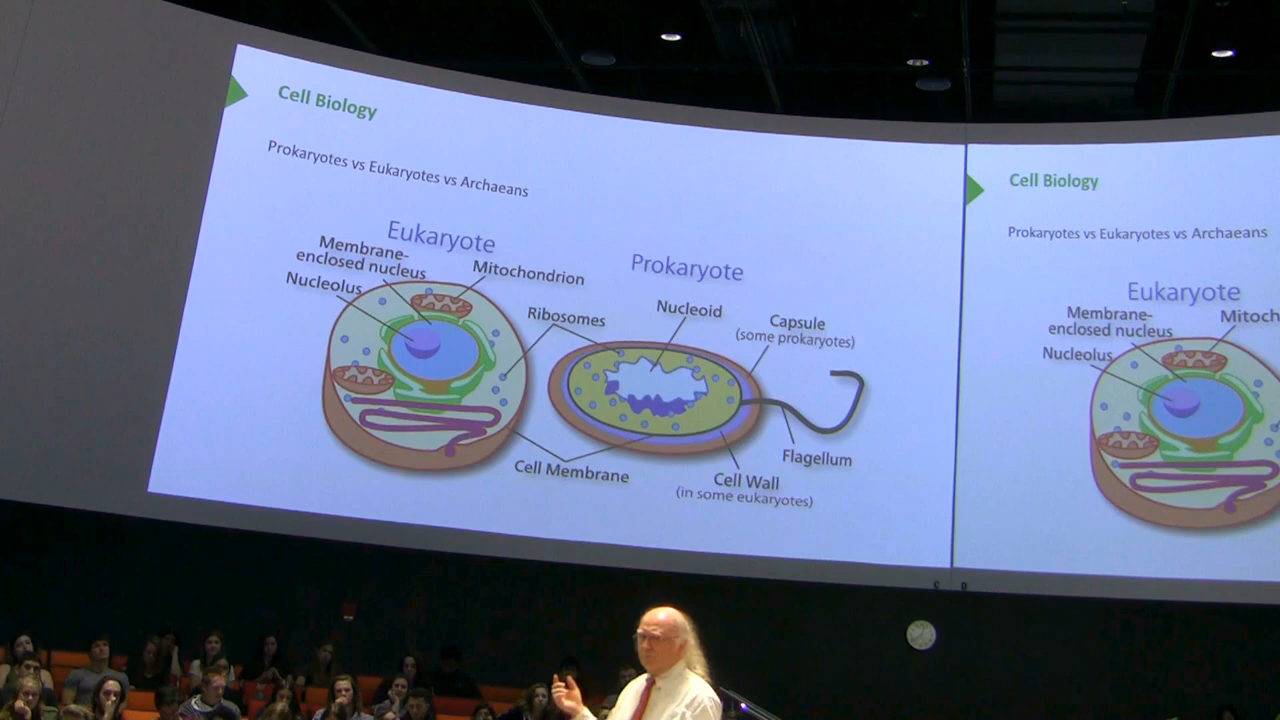 Cell Biology
Prokaryotes vs Eukaryotes vs Archaeans
Eukaryote
Membrane-
enclosed nucleus
Nucleolus
Mitochondrion
Prokaryote
Ribosomes
Nucleoid
Capsule
(some prokaryotes)
Cell Membrane
Flagellum
Cell Wall
(in some eukaryotes)
Cell Biology
Prokaryotes vs Eukaryotes vs Archaeans
Eukaryote
Membrane-
enclosed nucleus
Mitoch
Nucleolus
C D